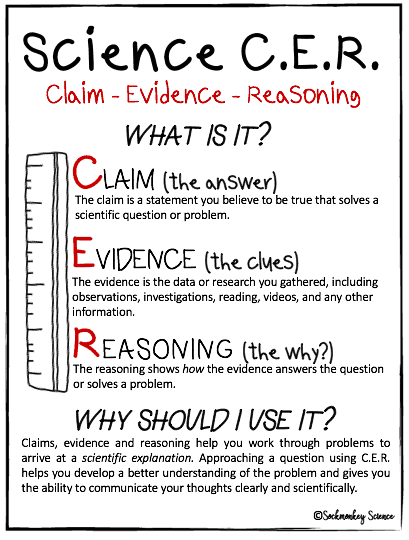 Science C.E.R.
Claim - Evidence - Reasoning
WHAT IS IT?
CLAIM (the answer)
The claim is a statement you believe to be true that solves a
scientific question or problem.
EVIDENCE (the clues)
The evidence is the data or research you gathered, including
observations, investigations, reading, videos, and any other
information.
REASONING (the why?)
The reasoning shows how the evidence answers the question
or solves a problem.
WHY SHOULD I USE IT?
Claims, evidence and reasoning help you work through problems to
arrive at a scientific explanation. Approaching a question using C.E.R.
helps you develop a better understanding of the problem and gives you
the ability to communicate your thoughts clearly and scientifically.
©Sockmonkey Science